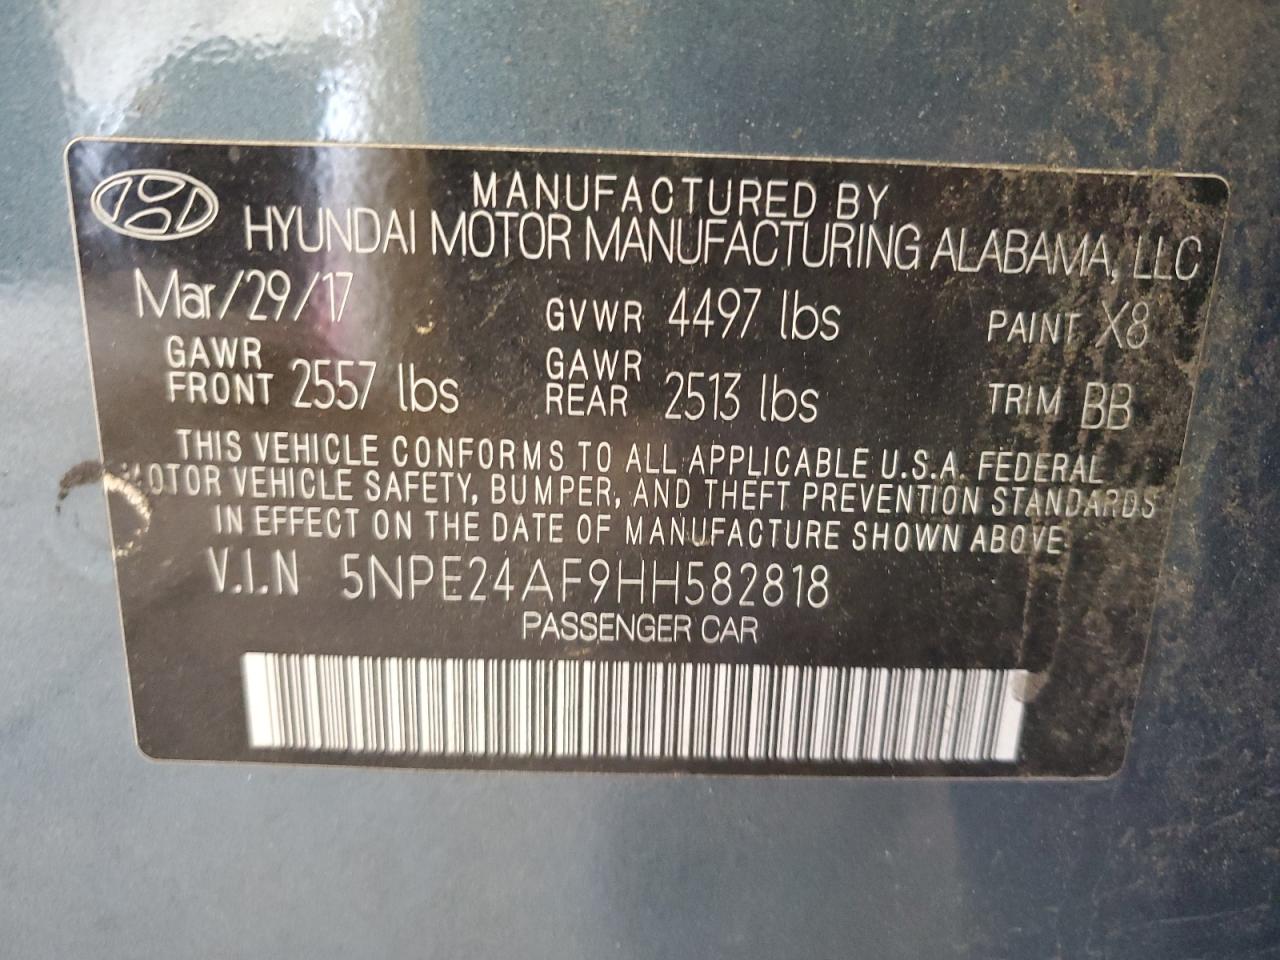 MANUFACTURED BY
HYUNDAI MOTOR MANUFACTURING ALABAMA, LLC
Mar/29/17 GVWR 4497 lbs PAINT X8
GAWR FRONT 2557 lbs GAWR REAR 2513 lbs TRIM BB
THIS VEHICLE CONFORMS TO ALL APPLICABLE U.S.A. FEDERAL
MOTOR VEHICLE SAFETY, BUMPER, AND THEFT PREVENTION STANDARDS
IN EFFECT ON THE DATE OF MANUFACTURE SHOWN ABOVE.
V.I.N 5NPE24AF9HH582818
PASSENGER CAR